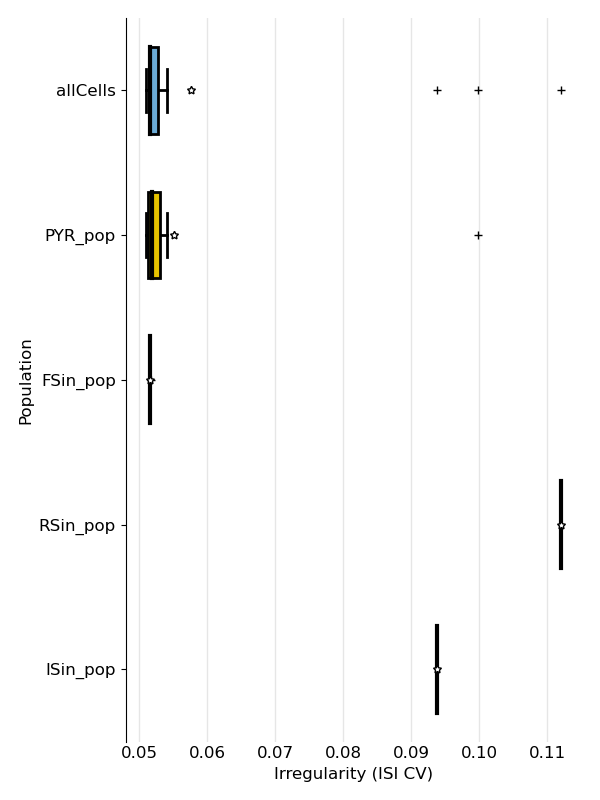 allCells
PYR_pop
FSin_pop
RSin_pop
ISin_pop
Population
0.05 0.06 0.07 0.08 0.09 0.10 0.11
Irregularity (ISI CV)